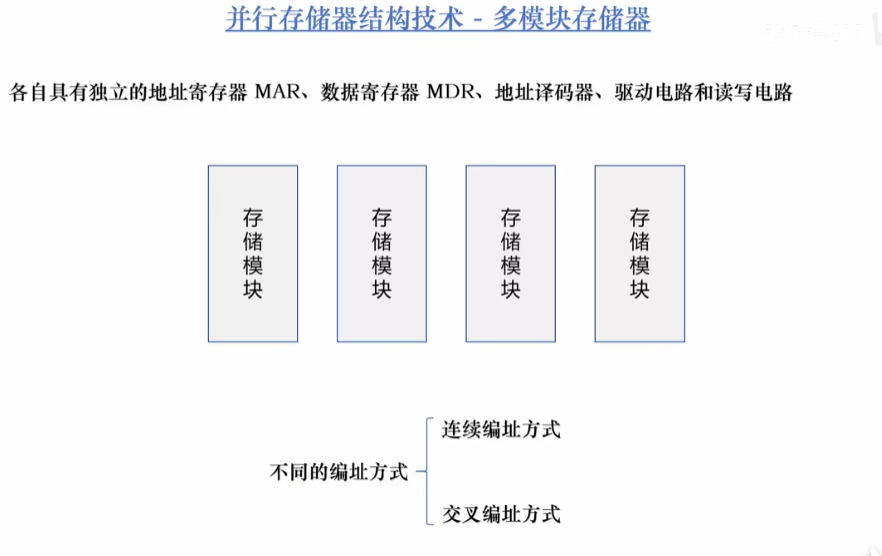 并行存储器结构技术 - 多模块存储器
各自具有独立的地址寄存器 MAR、数据寄存器 MDR、地址译码器、驱动电路和读写电路
存储模块
存储模块
存储模块
存储模块
连续编址方式
不同的编址方式
交叉编址方式